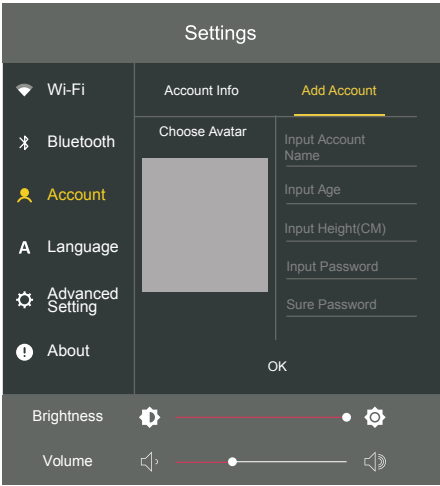 Settings
Wi-Fi
Bluetooth
Account
A Language
Advanced
Setting
About
Account Info
Add Account
Choose Avatar
Input Account
Name
Input Age
Input Height(CM)
Input Password
Sure Password
OK
Brightness
Volume